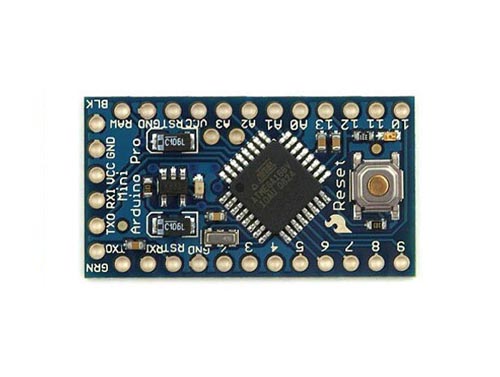 BLK
RAW GND RST VCC A3 A2 A1 A0 13 12 11 10
GND
VCC
RXI
TXO
GRN
Arduino Pro
Mini
C106L
C106L
Reset
ATMEL
TXO RXI RST GND 2 3 4 5 6 7 8 9